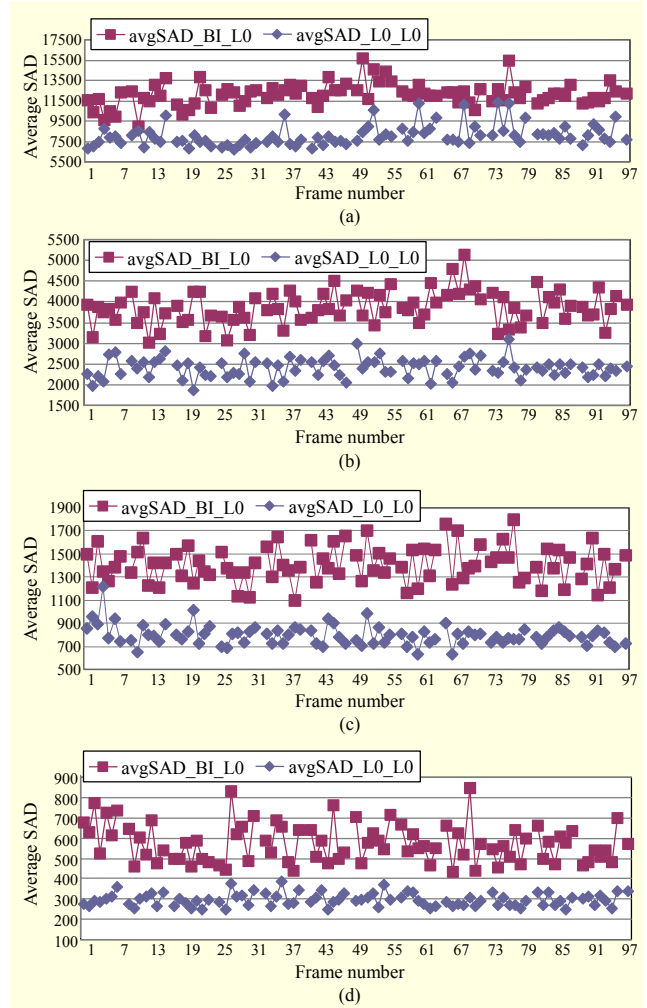 avgSAD_BI_L0 avgSAD_L0_L0
Average SAD
17500
15500
13500
11500
9500
7500
5500
1 7 13 19 25 31 37 43 49 55 61 67 73 79 85 91 97
Frame number
(a)
avgSAD_BI_L0 avgSAD_L0_L0
Average SAD
5500
5000
4500
4000
3500
3000
2500
2000
1500
1 7 13 19 25 31 37 43 49 55 61 67 73 79 85 91 97
Frame number
(b)
avgSAD_BI_L0 avgSAD_L0_L0
Average SAD
1900
1700
1500
1300
1100
900
700
500
1 7 13 19 25 31 37 43 49 55 61 67 73 79 85 91 97
Frame number
(c)
avgSAD_BI_L0 avgSAD_L0_L0
Average SAD
900
800
700
600
500
400
300
200
100
1 7 13 19 25 31 37 43 49 55 61 67 73 79 85 91 97
Frame number
(d)